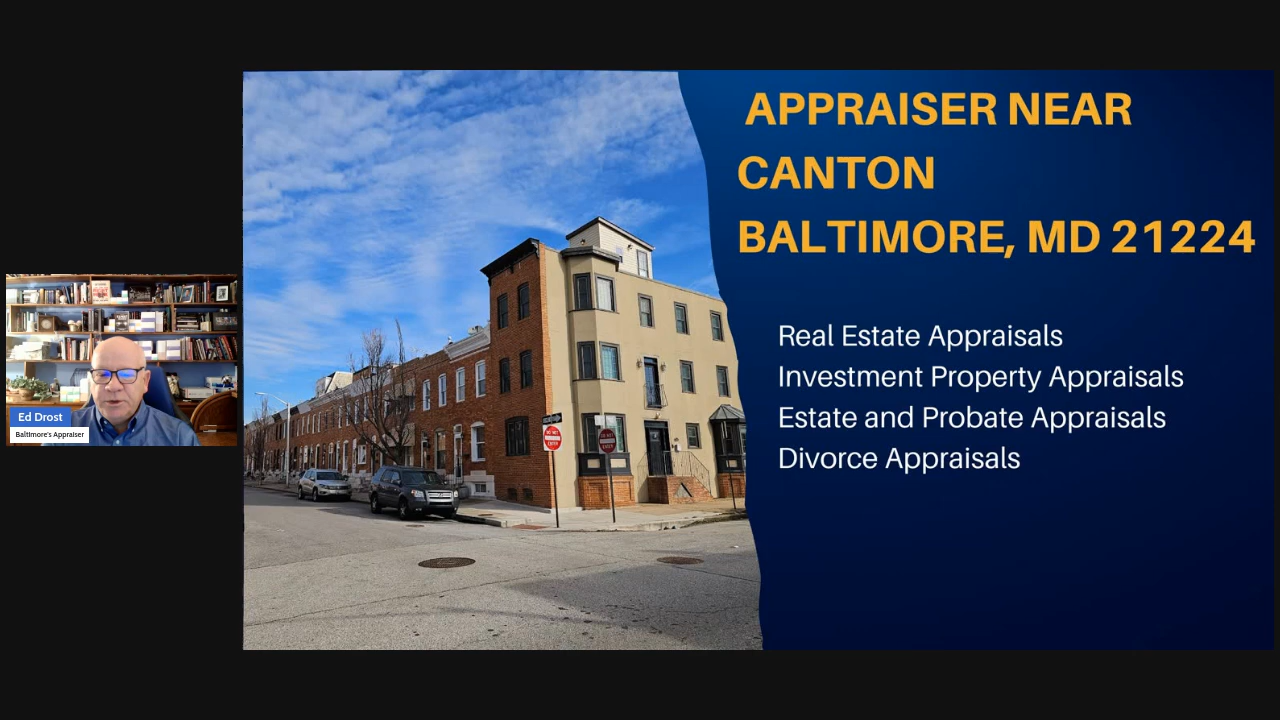 APPRAISER NEAR
CANTON
BALTIMORE, MD 21224
Real Estate Appraisals
Investment Property Appraisals
Estate and Probate Appraisals
Divorce Appraisals
Ed Drost
Baltimore's Appraiser
DO NOT
ENTER